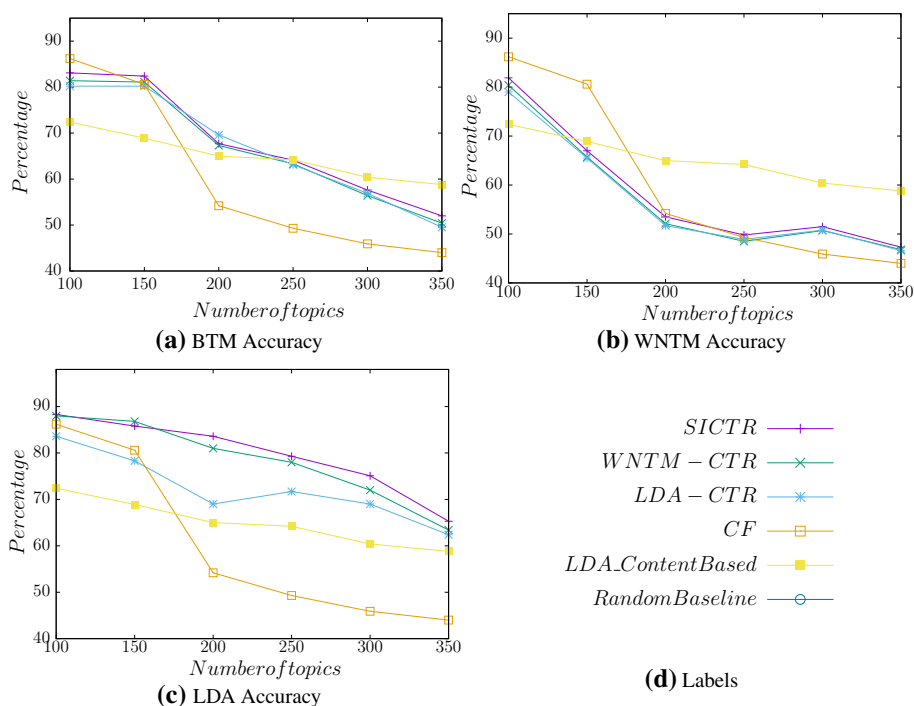 90
80
70
60
50
40
Percentage
100 150 200 250 300 350
Numberoftopics
(a) BTM Accuracy
90
80
70
60
50
40
Percentage
100 150 200 250 300 350
Numberoftopics
(b) WNTM Accuracy
90
80
70
60
50
40
Percentage
100 150 200 250 300 350
Numberoftopics
(c) LDA Accuracy
SICTR
WNTM − CTR
LDA − CTR
CF
LDA_ContentBased
RandomBaseline
(d) Labels